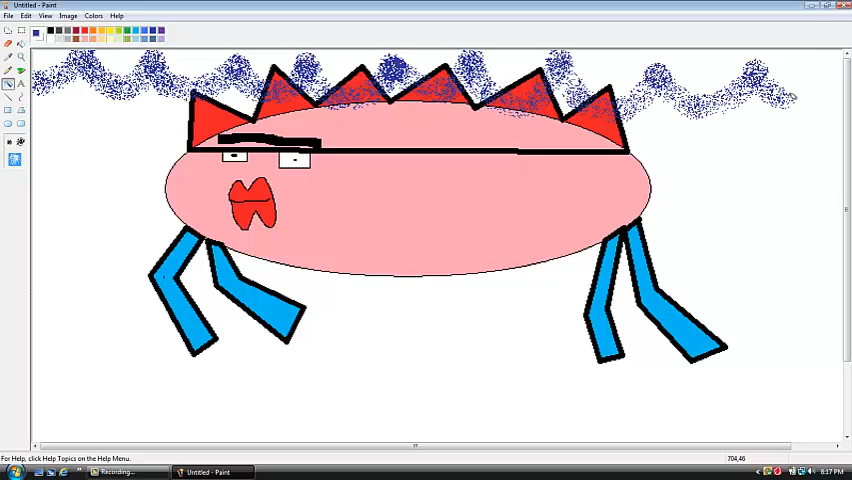 Untitled - Paint
File Edit View Image Colors Help
For Help, click Help Topics on the Help Menu.
704,46
Recording...
Untitled - Paint
8:17 PM